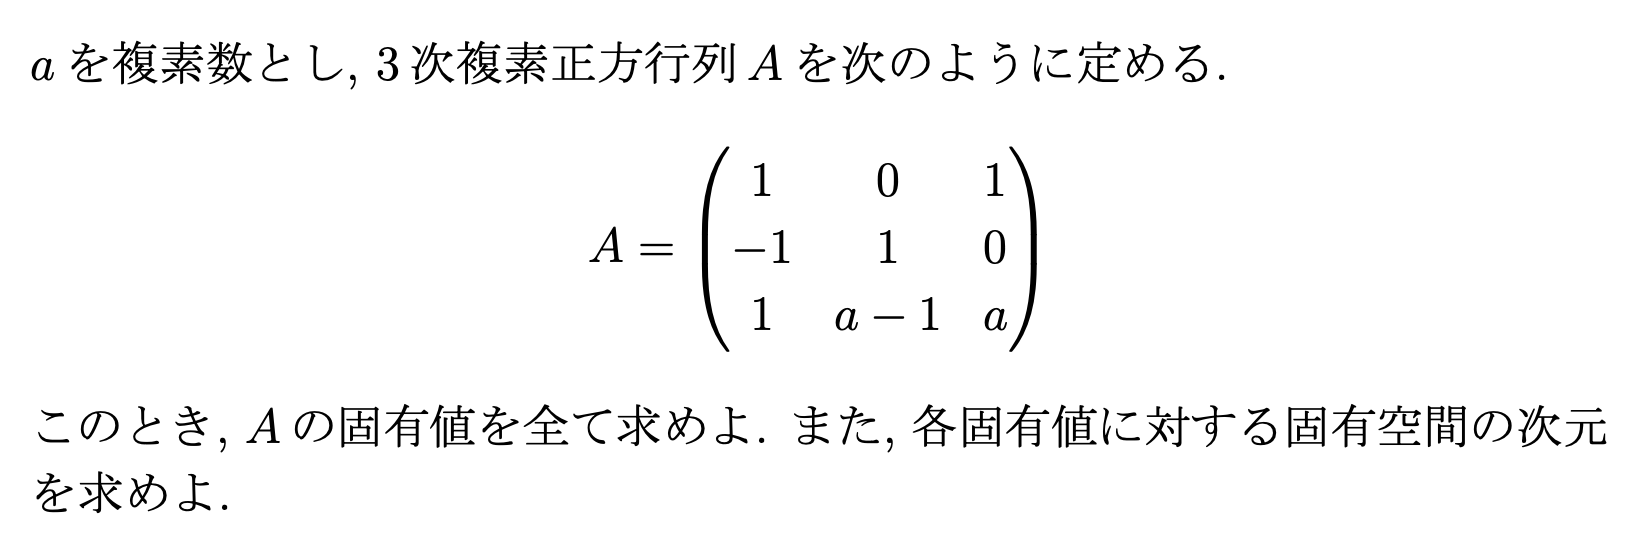 a を複素数とし, 3 次複素正方行列 A を次のように定める.
A = \begin{pmatrix} 1 & 0 & 1 \\ -1 & 1 & 0 \\ 1 & a-1 & a \end{pmatrix}
このとき, A の固有値を全て求めよ. また, 各固有値に対する固有空間の次元
を求めよ.